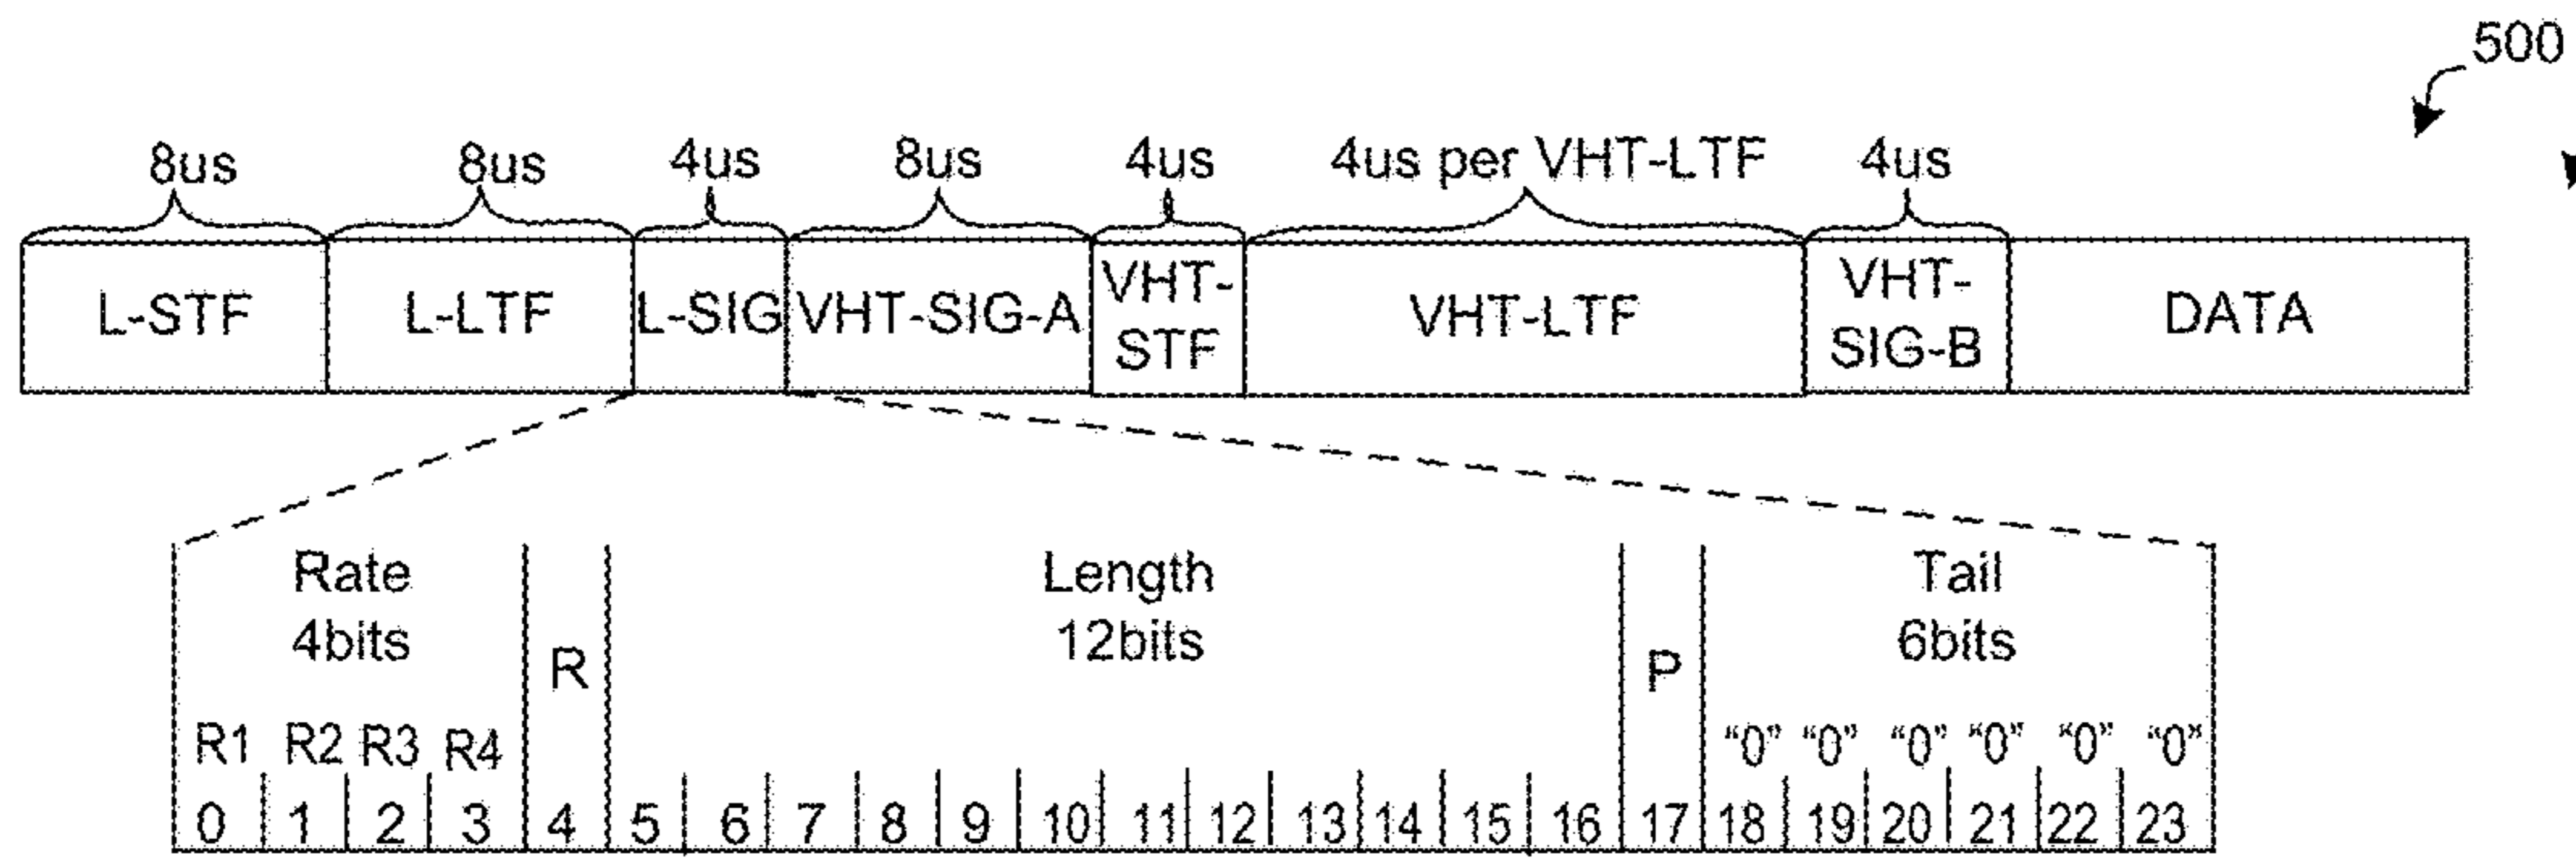 500
8us 8us 4us 8us 4us 4us per VHT-LTF 4us
L-STF L-LTF L-SIG VHT-SIG-A VHT-STF VHT-LTF VHT-SIG-B DATA
Rate Length Tail
4bits R 12bits P 6bits
R1 R2 R3 R4 "0" "0" "0" "0" "0" "0"
0 1 2 3 4 5 6 7 8 9 10 11 12 13 14 15 16 17 18 19 20 21 22 23